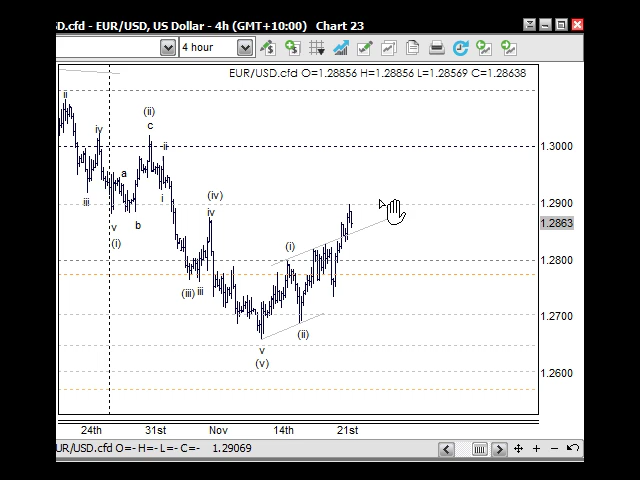 SD.cfd - EUR/USD, US Dollar - 4h (GMT+10:00) Chart 23
4 hour
EUR/USD.cfd O=1.28856 H=1.28856 L=1.28569 C=1.28638
ii
(ii)
c
iv
ii
1.3000
a
iii
i
(iv)
iv
1.2900
b
v
(i)
1.2863
(i)
1.2800
(iii) iii
1.2700
(ii)
v
(v)
1.2600
24th 31st Nov 14th 21st
EUR/USD.cfd O=- H=- L=- C=- 1.29069